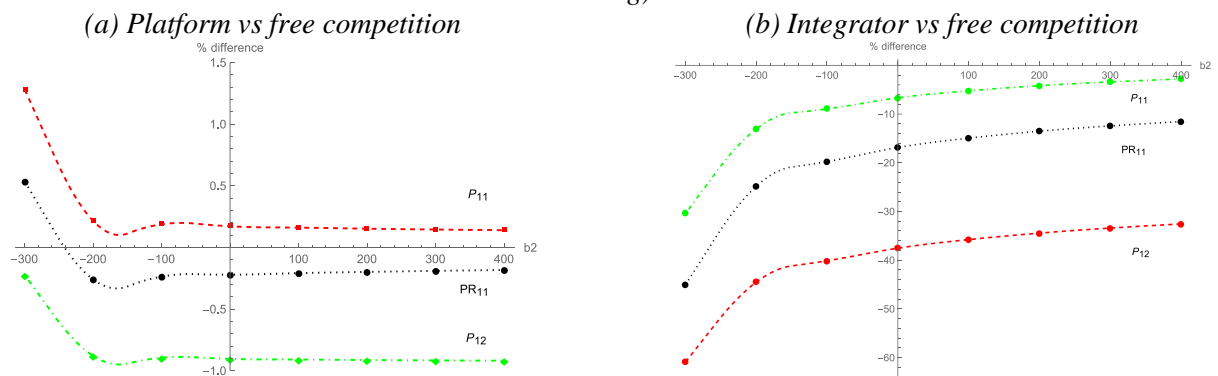 g)
(a) Platform vs free competition
% difference
1.5
1.0
0.5
P11
−300 −200 −100 100 200 300 400 b2
PR11
−0.5
P12
−1.0
(b) Integrator vs free competition
% difference
−300 −200 −100 100 200 300 400 b2
P11
−10
PR11
−20
−30
P12
−40
−50
−60